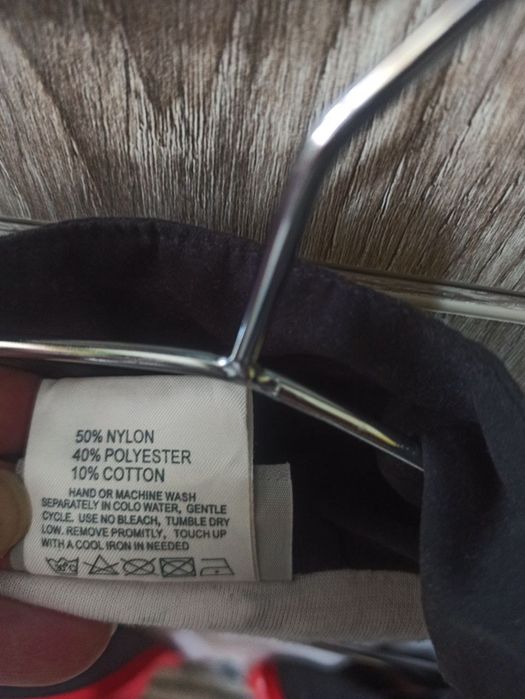 50% NYLON
40% POLYESTER
10% COTTON
HAND OR MACHINE WASH
SEPARATELY IN COLO WATER, GENTLE
CYCLE. USE NO BLEACH, TUMBLE DRY
LOW. REMOVE PROMITLY, TOUCH UP
WITH A COOL IRON IN NEEDED